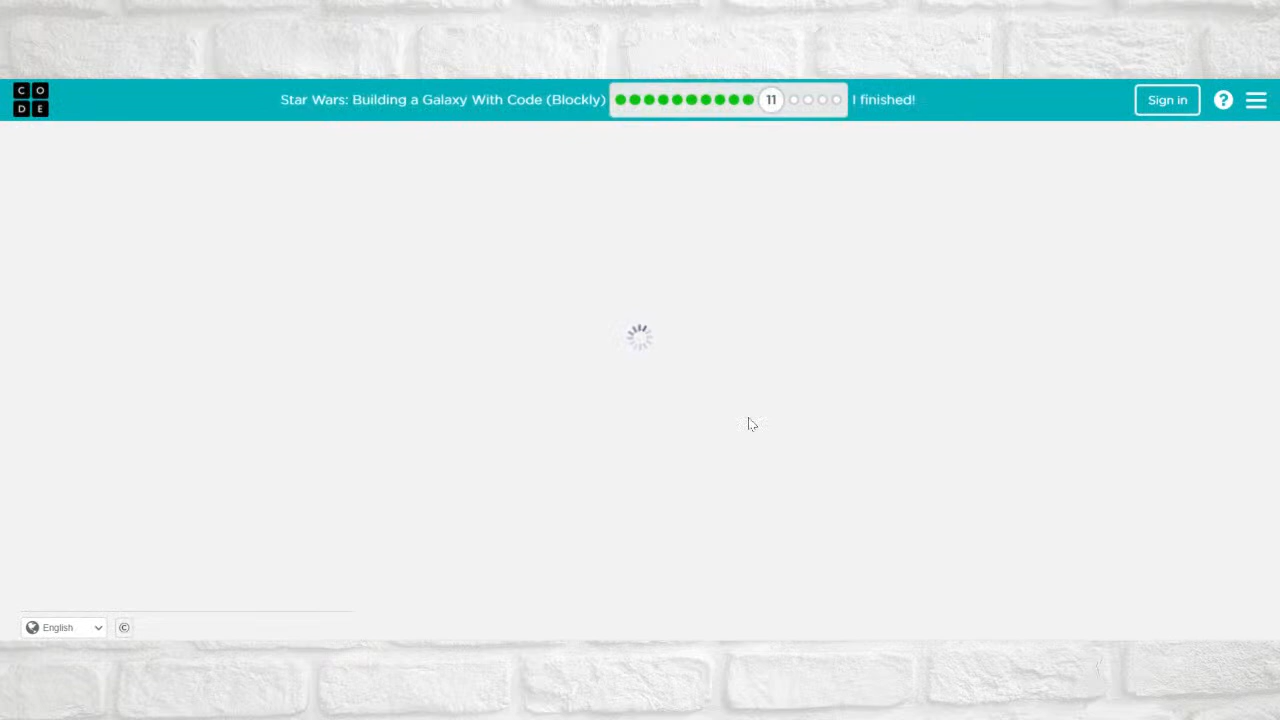 C O
D E
Star Wars: Building a Galaxy With Code (Blockly) 11 I finished! Sign in ?
English ©